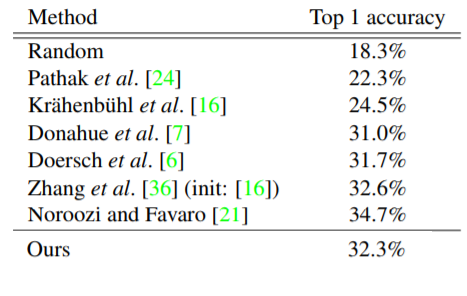 Method Top 1 accuracy
Random 18.3%
Pathak et al. [24] 22.3%
Krähenbühl et al. [16] 24.5%
Donahue et al. [7] 31.0%
Doersch et al. [6] 31.7%
Zhang et al. [36] (init: [16]) 32.6%
Noroozi and Favaro [21] 34.7%
Ours 32.3%